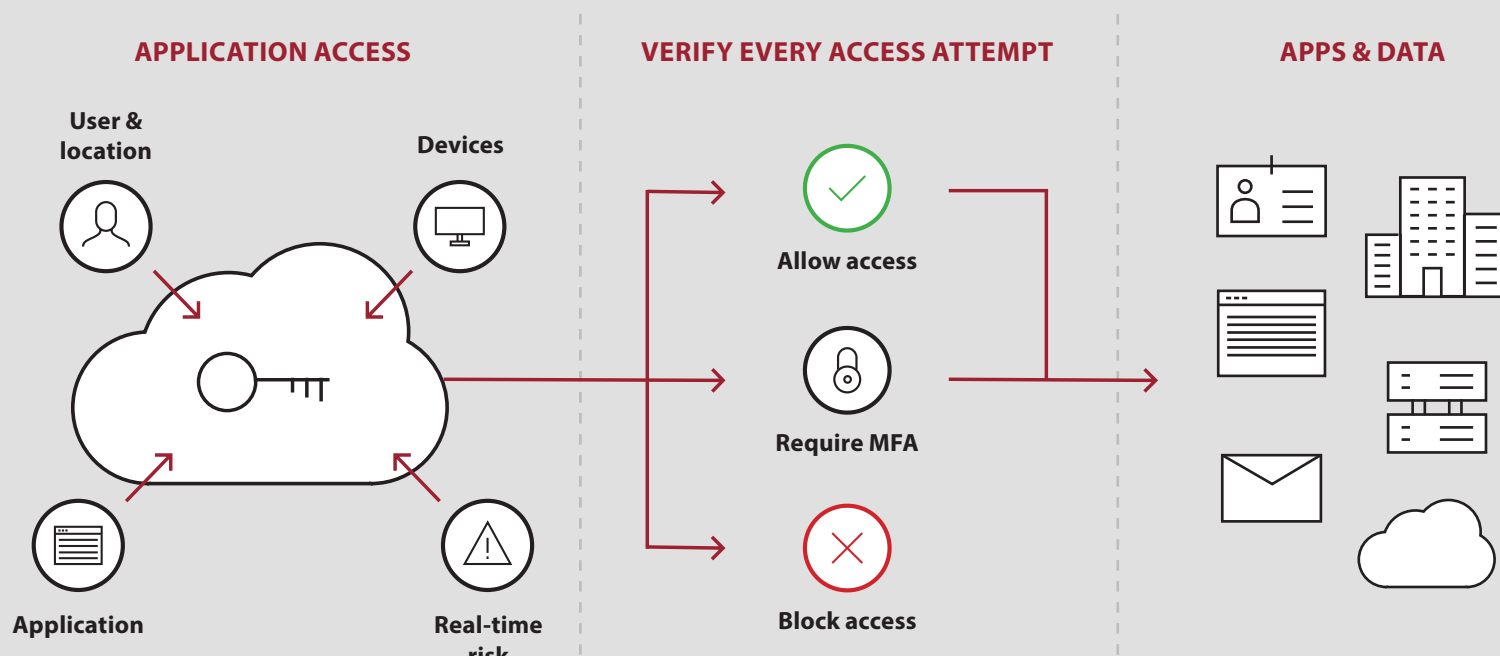 APPLICATION ACCESS
User &
location
Devices
Application
Real-time
risk
VERIFY EVERY ACCESS ATTEMPT
Allow access
Require MFA
Block access
APPS & DATA